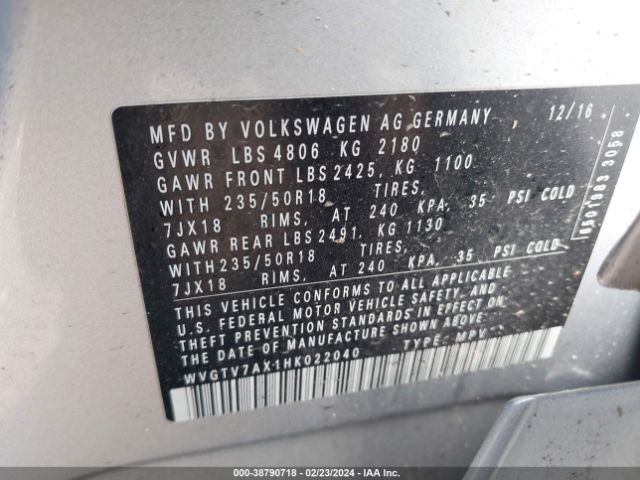 MFD BY VOLKSWAGEN AG GERMANY 12/16
GVWR LBS 4806 KG 2180
GAWR FRONT LBS 2425, KG 1100
WITH 235/50R18 TIRES,
7JX18 RIMS, AT 240 KPA, 35 PSI COLD
GAWR REAR LBS 2491, KG 1130
WITH 235/50R18 TIRES,
7JX18 RIMS, AT 240 KPA, 35 PSI COLD
THIS VEHICLE CONFORMS TO ALL APPLICABLE
U.S. FEDERAL MOTOR VEHICLE SAFETY, AND
THEFT PREVENTION STANDARDS IN EFFECT ON
THE DATE OF MANUFACTURE SHOWN ABOVE.
WVGTV7AX1HK022040 TYPE: MPV
3058
000-38790718 - 02/23/2024 - IAA Inc.